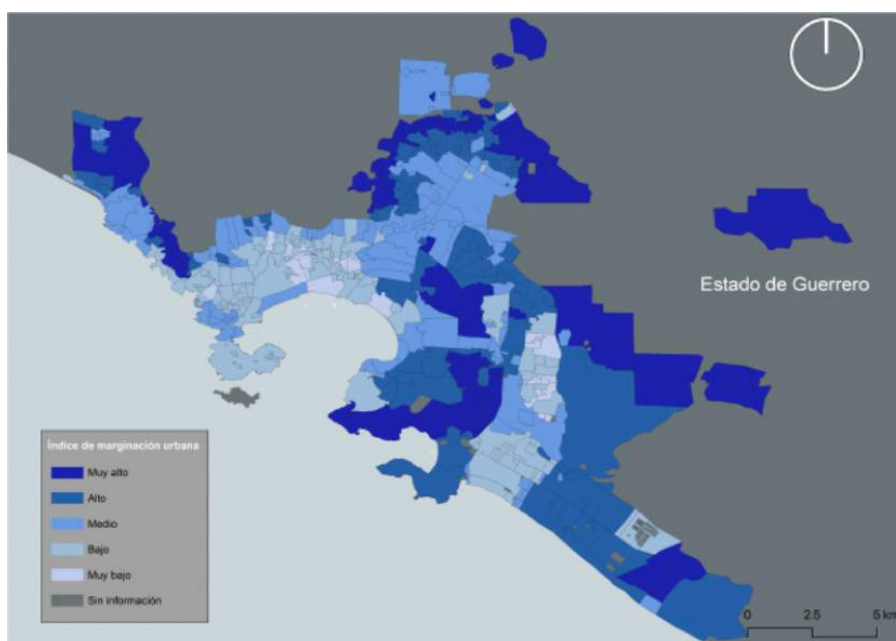 Estado de Guerrero
Índice de marginación urbana
Muy alto
Alto
Medio
Bajo
Muy bajo
Sin información
0 2.5 5 km